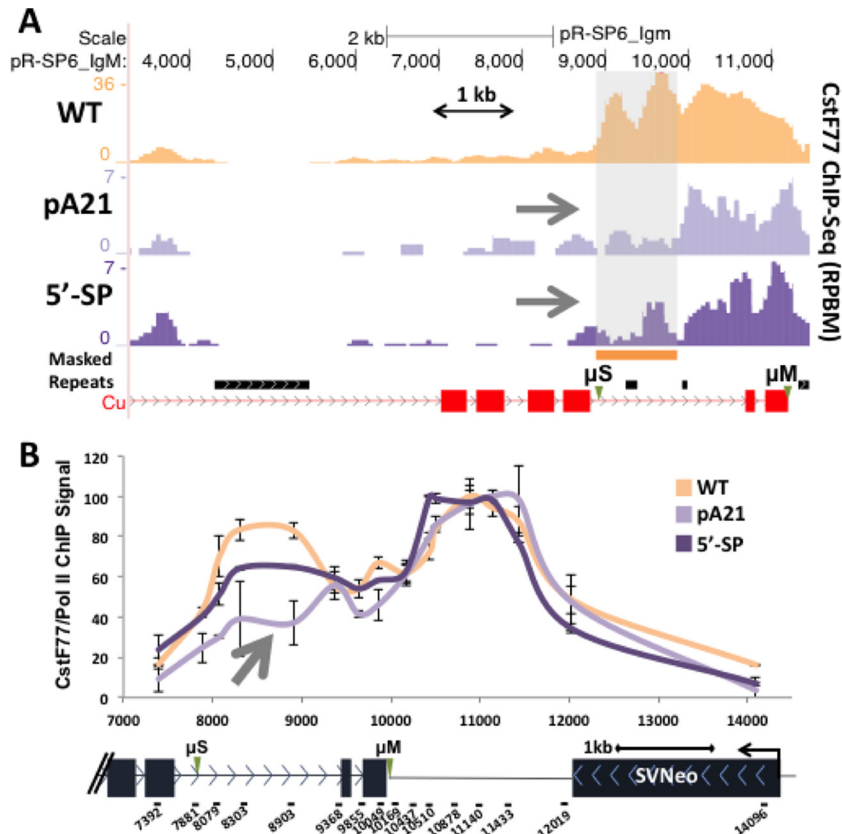 A
Scale 2 kb pR-SP6_Igm
pR-SP6_IgM: 4,000 5,000 6,000 7,000 8,000 9,000 10,000 11,000
36
WT
1 kb
0
7
pA21
0
7
5'-SP
0
CstF77 ChIP-Seq (RPBM)
Masked
Repeats
µS µM
Cu
B
CstF77/Pol II ChIP Signal
120
100
80
60
40
20
0
WT
pA21
5'-SP
7000 8000 9000 10000 11000 12000 13000 14000
µS µM 1kb
SVNeo
7392 7881 8079 8303 8903 9368 9855 10049 10169 10437 10510 10878 11140 11433 12019 14096